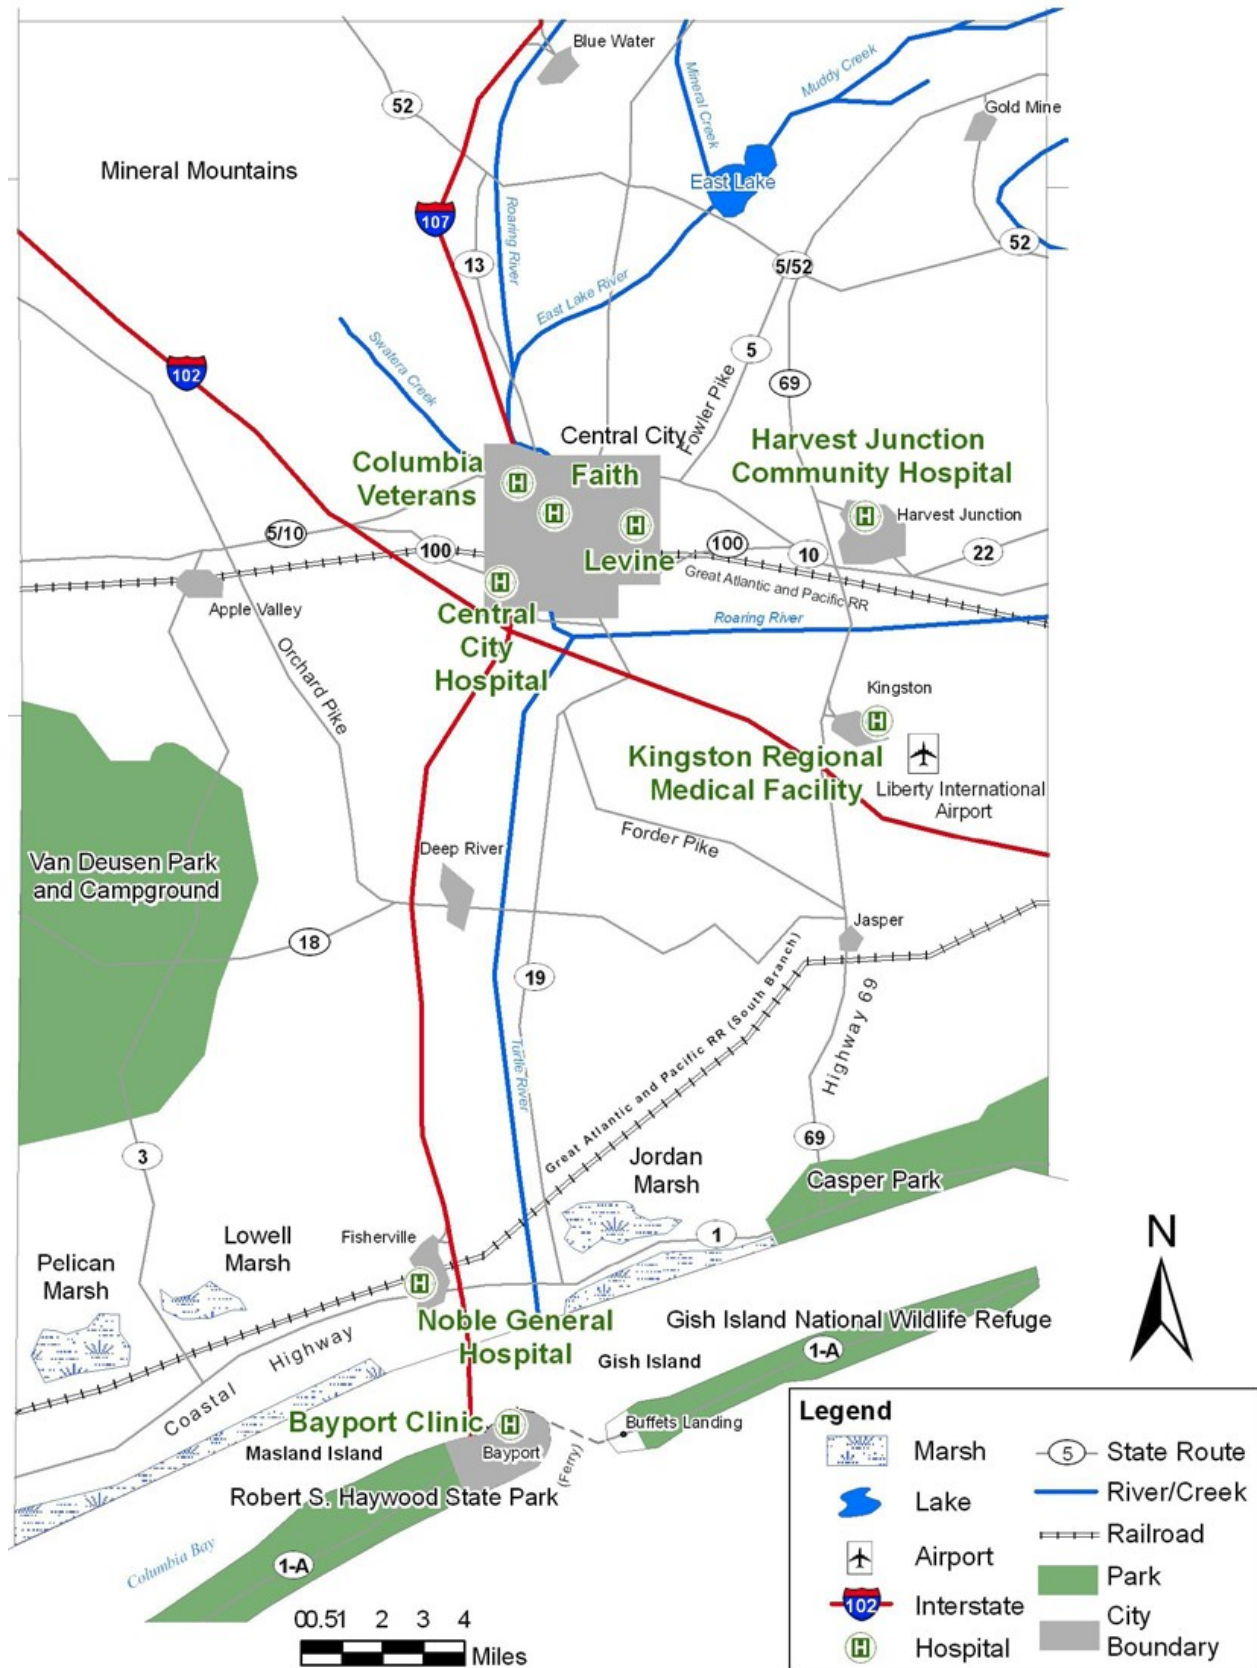 Blue Water
52
Mineral Creek
Muddy Creek
Gold Mine
Mineral Mountains
East Lake
107
Roaring River
52
13
5/52
East Lake River
Swatera Creek
5
102
69
Fowler Pike
Central City
Harvest Junction
Community Hospital
Columbia
Veterans
Faith
H
H
H
H
Harvest Junction
5/10
100
Levine
100
10
22
Great Atlantic and Pacific RR
H
Apple Valley
Central
City
Hospital
Roaring River
Orchard Pike
Kingston
H
Kingston Regional
Medical Facility
Liberty International
Airport
Forder Pike
Deep River
Van Deusen Park
and Campground
Jasper
18
19
Great Atlantic and Pacific RR (South Branch)
Highway 69
Turtle River
69
3
Jordan
Marsh
Casper Park
Lowell
Marsh
Fisherville
1
Pelican
Marsh
H
Noble General
Hospital
Gish Island National Wildlife Refuge
1-A
Gish Island
Coastal Highway
Bayport Clinic
H
Buffets Landing
Masland Island
Bayport
(Ferry)
Robert S. Haywood State Park
Columbia Bay
1-A
00.51 2 3 4
Miles
N
Legend
Marsh
5
State Route
Lake
River/Creek
Railroad
Airport
Park
102
Interstate
City
Boundary
H
Hospital